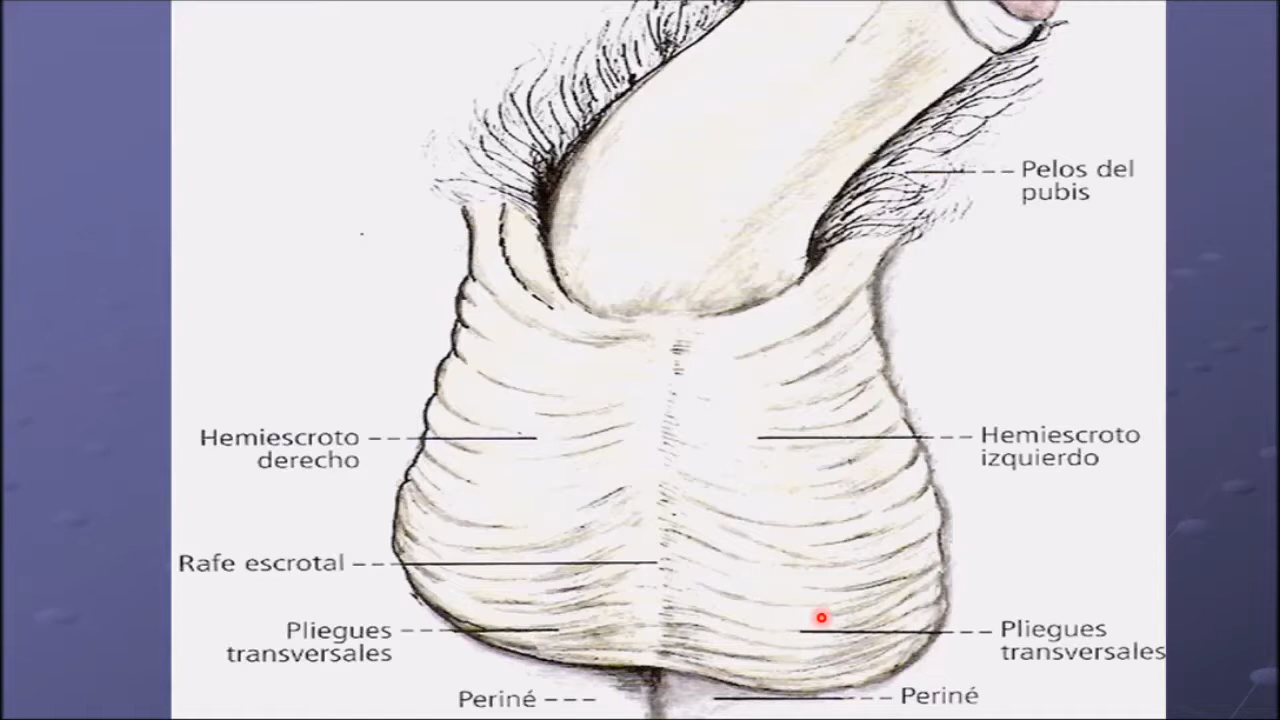 Pelos del
pubis
Hemiescroto
derecho
Hemiescroto
izquierdo
Rafe escrotal
Pliegues
transversales
Pliegues
transversales
Periné
Periné